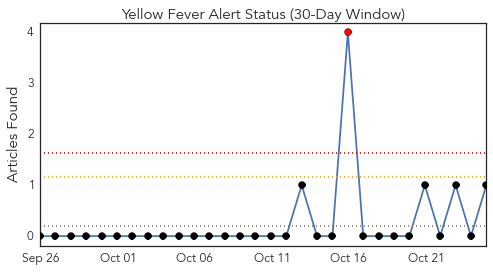 Yellow Fever Alert Status (30-Day Window)
Articles Found
4
3
2
1
0
Sep 26 Oct 01 Oct 06 Oct 11 Oct 16 Oct 21